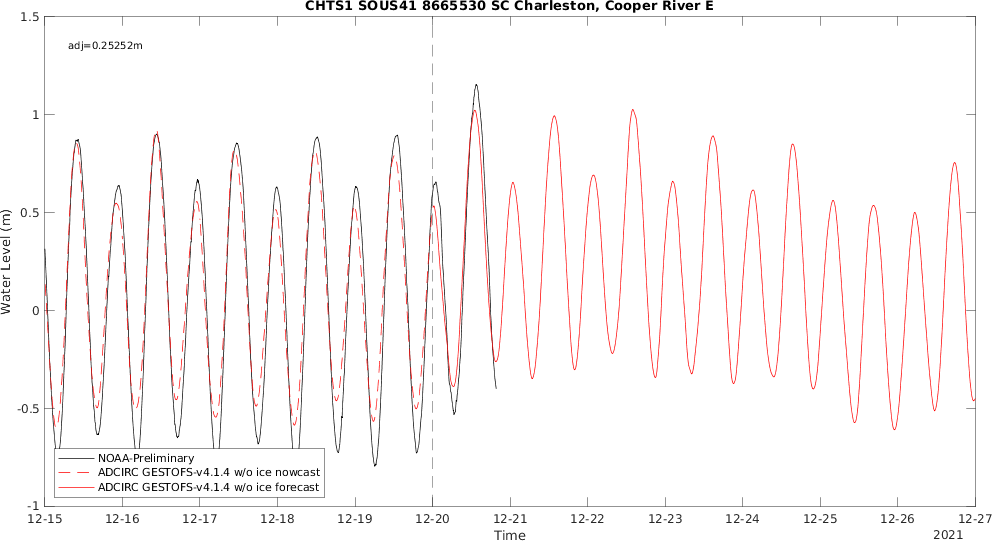 CHTS1 SOUS41 8665530 SC Charleston, Cooper River E
adj=0.25252m
1.5
1
0.5
0
-0.5
-1
Water Level (m)
NOAA-Preliminary
ADCIRC GESTOFS-v4.1.4 w/o ice nowcast
ADCIRC GESTOFS-v4.1.4 w/o ice forecast
12-15 12-16 12-17 12-18 12-19 12-20 12-21 12-22 12-23 12-24 12-25 12-26 12-27
Time
2021